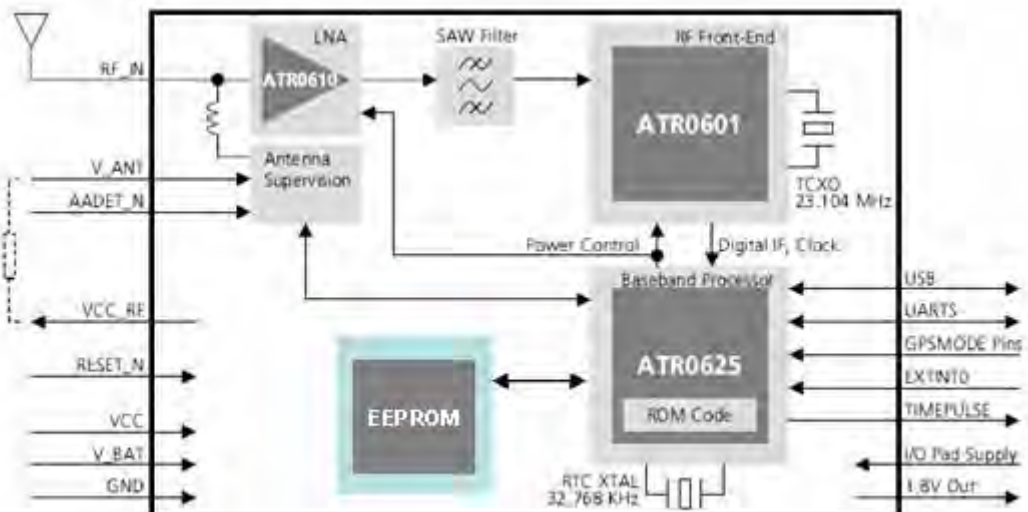 LNA
SAW Filter
RF Front-End
RF_IN
ATR0610
ATR0601
V_ANT
Antenna
Supervision
AADET_N
TCXO
23.104 MHz
Power Control
Digital IF, Clock
Baseband Processor
USB
VCC_RF
UARTS
GPSMODE Pins
RESET_N
ATR0625
EXTINT0
EEPROM
ROM Code
TIMEPULSE
VCC
V_BAT
I/O Pad Supply
GND
RTC XTAL
32.768 KHz
1.8V Out